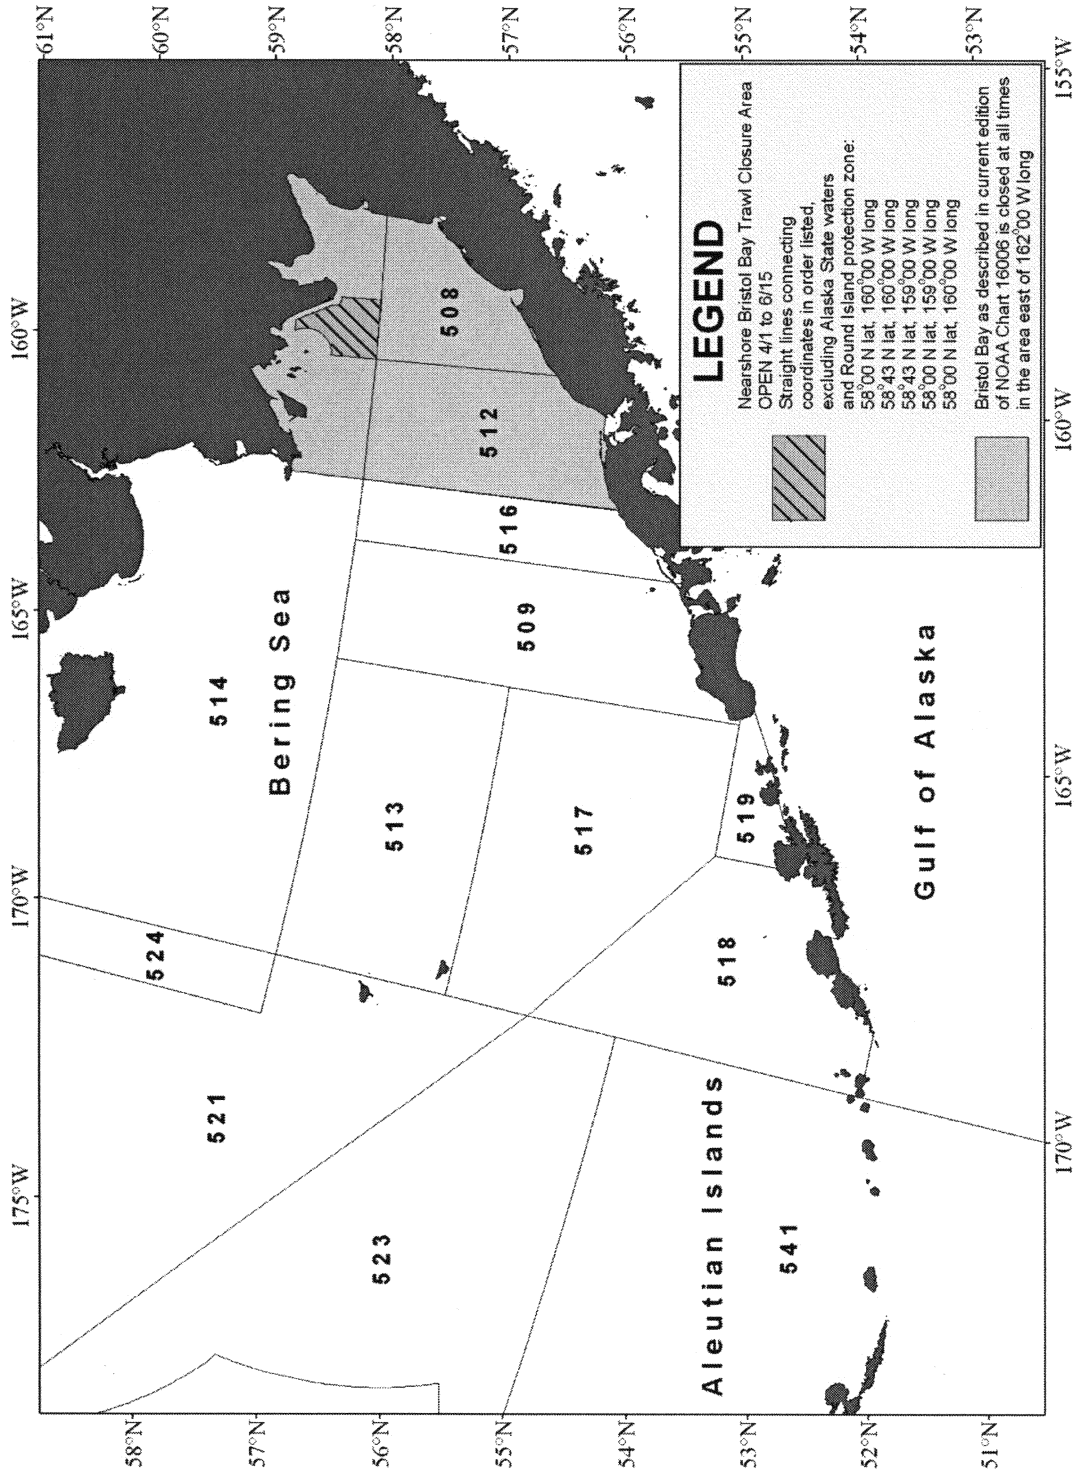 175°W
170°W
165°W
160°W
61°N
60°N
59°N
58°N
57°N
56°N
55°N
54°N
53°N
58°N
57°N
56°N
55°N
54°N
53°N
52°N
51°N
524
514
521
Bering Sea
523
513
516
512
508
509
517
518
519
Aleutian Islands
541
Gulf of Alaska
LEGEND
Nearshore Bristol Bay Trawl Closure Area
OPEN 4/1 to 6/15
Straight lines connecting
coordinates in order listed,
excluding Alaska State waters
and Round Island protection zone:
58°00 N lat, 160°00 W long
58°43 N lat, 160°00 W long
58°43 N lat, 159°00 W long
58°00 N lat, 159°00 W long
58°00 N lat, 160°00 W long
Bristol Bay as described in current edition
of NOAA Chart 16006 is closed at all times
in the area east of 162°00 W long
170°W
165°W
160°W
155°W